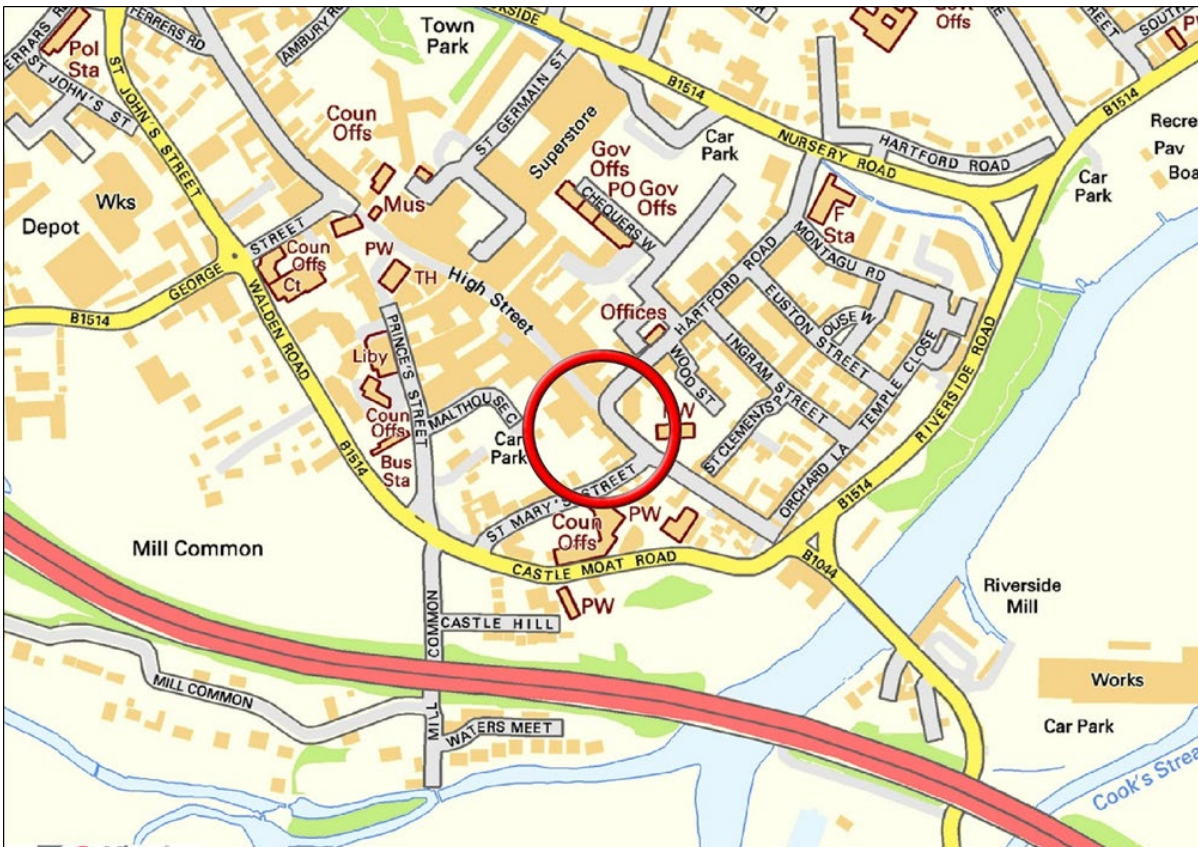 FERRERS RD
AMBURY
Town
Park
B1514
Pol
Sta
ST JOHN'S ST
ST JOHN'S STREET
Coun
Offs
ST GERMAIN ST
Superstore
Car
Park
NURSERY ROAD
HARTFORD ROAD
B1514
Gov
Offs
PO
Gov
Offs
CHEQUERS W
F
Sta
MONTAGU RD
Car
Park
Pav
Wks
Depot
Mus
PW
TH
High Street
GEORGE STREET
B1514
Coun
Offs
Ct
WALDEN ROAD
B1514
PRINCE'S STREET
Liby
Coun
Offs
Bus
Sta
MALTHOUSE C
Car
Park
Offices
HARTFORD ROAD
WOOD ST
INGRAM STREET
EUSTON STREET
OUSE W
TEMPLE CLOSE
ORCHARD LA
ST CLEMENTS P
RIVERSIDE ROAD
B1514
ST MARY'S STREET
Coun
Offs
PW
CASTLE MOAT ROAD
B1044
PW
CASTLE HILL
Mill Common
MILL COMMON
MILL COMMON
WATERS MEET
Riverside
Mill
Works
Car Park
Cook's Strea